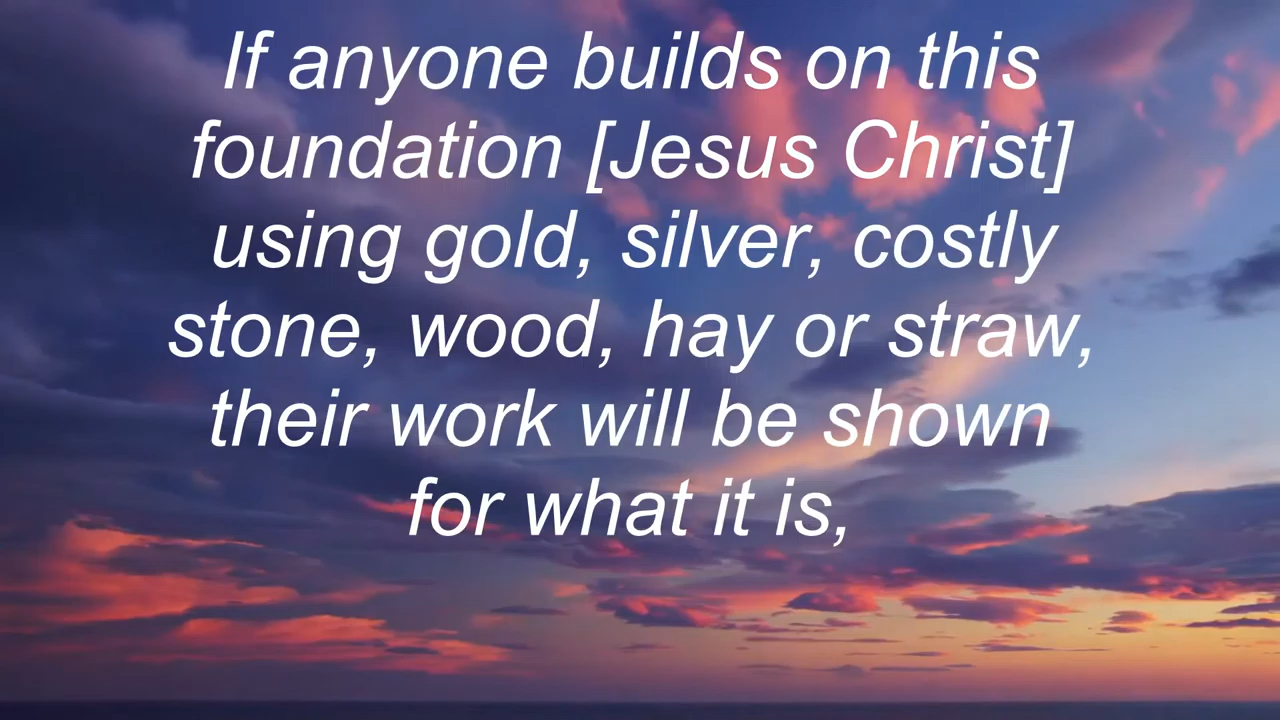 If anyone builds on this
foundation [Jesus Christ]
using gold, silver, costly
stone, wood, hay or straw,
their work will be shown
for what it is,